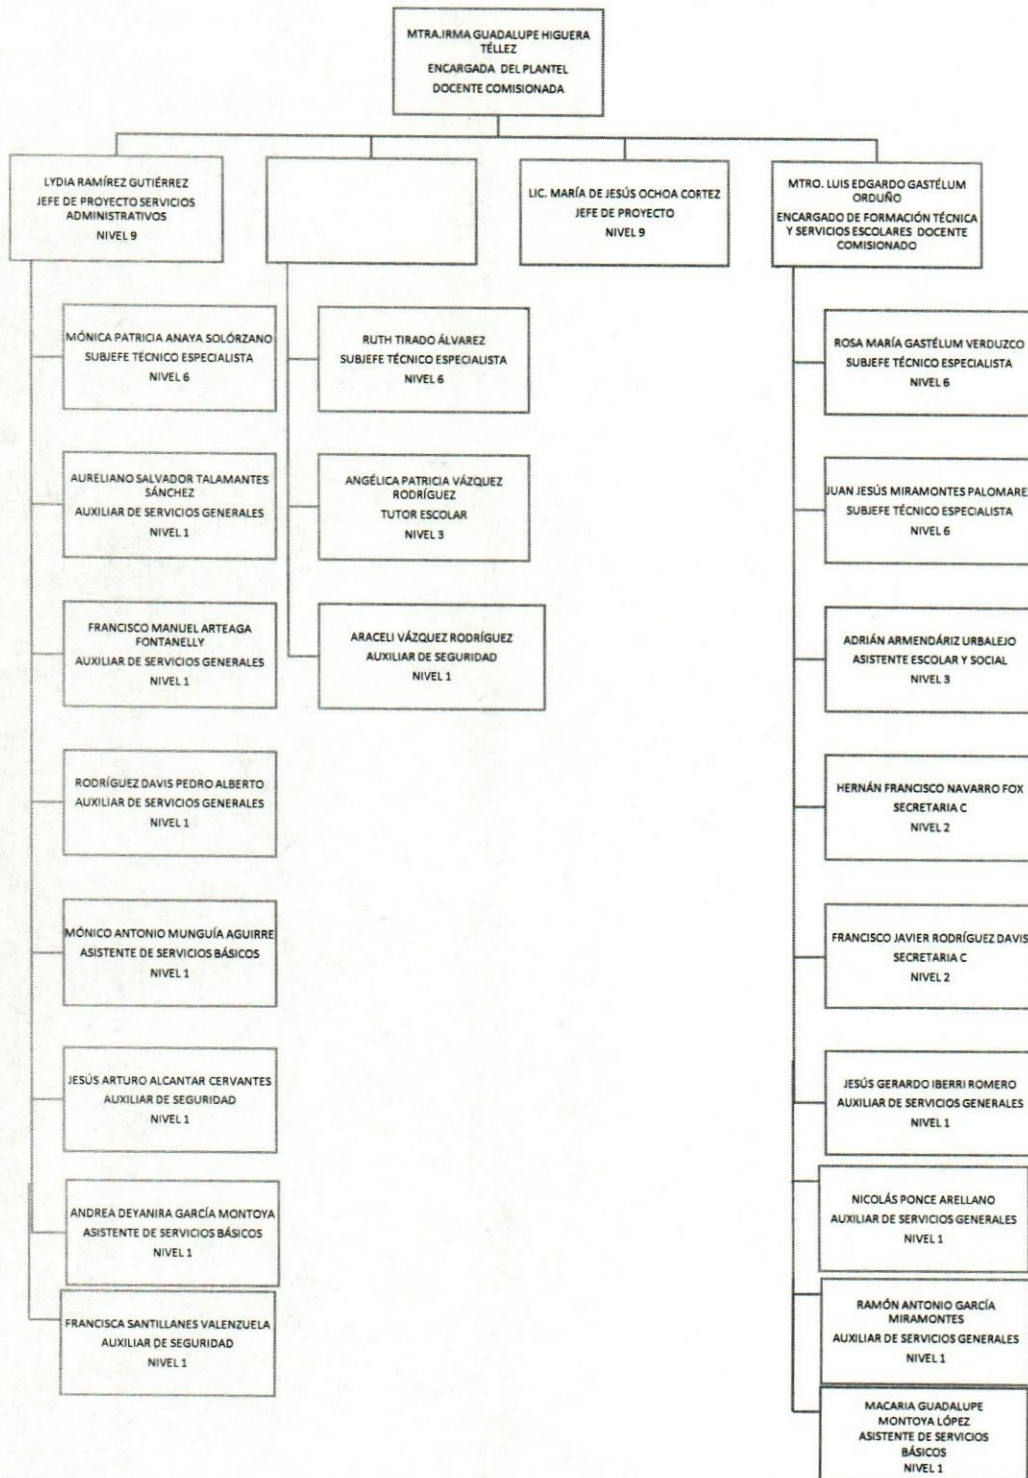 MTRA.IRMA GUADALUPE HIGUERA
TÉLLEZ
ENCARGADA DEL PLANTEL
DOCENTE COMISIONADA
LYDIA RAMÍREZ GUTIÉRREZ
JEFE DE PROYECTO SERVICIOS
ADMINISTRATIVOS
NIVEL 9
LIC. MARÍA DE JESÚS OCHOA CORTEZ
JEFE DE PROYECTO
NIVEL 9
MTRO. LUIS EDGARDO GASTÉLUM
ORDUÑO
ENCARGADO DE FORMACIÓN TÉCNICA
Y SERVICIOS ESCOLARES DOCENTE
COMISIONADO
MÓNICA PATRICIA ANAYA SOLÓRZANO
SUBJEFE TÉCNICO ESPECIALISTA
NIVEL 6
AURELIANO SALVADOR TALAMANTES
SÁNCHEZ
AUXILIAR DE SERVICIOS GENERALES
NIVEL 1
FRANCISCO MANUEL ARTEAGA
FONTANELLY
AUXILIAR DE SERVICIOS GENERALES
NIVEL 1
RODRÍGUEZ DAVIS PEDRO ALBERTO
AUXILIAR DE SERVICIOS GENERALES
NIVEL 1
MÓNICO ANTONIO MUNGUÍA AGUIRRE
ASISTENTE DE SERVICIOS BÁSICOS
NIVEL 1
JESÚS ARTURO ALCANTAR CERVANTES
AUXILIAR DE SEGURIDAD
NIVEL 1
ANDREA DEYANIRA GARCÍA MONTOYA
ASISTENTE DE SERVICIOS BÁSICOS
NIVEL 1
FRANCISCA SANTILLANES VALENZUELA
AUXILIAR DE SEGURIDAD
NIVEL 1
RUTH TIRADO ÁLVAREZ
SUBJEFE TÉCNICO ESPECIALISTA
NIVEL 6
ANGÉLICA PATRICIA VÁZQUEZ
RODRÍGUEZ
TUTOR ESCOLAR
NIVEL 3
ARACELI VÁZQUEZ RODRÍGUEZ
AUXILIAR DE SEGURIDAD
NIVEL 1
ROSA MARÍA GASTÉLUM VERDUZCO
SUBJEFE TÉCNICO ESPECIALISTA
NIVEL 6
JUAN JESÚS MIRAMONTES PALOMARE
SUBJEFE TÉCNICO ESPECIALISTA
NIVEL 6
ADRIÁN ARMENDÁRIZ URBALEJO
ASISTENTE ESCOLAR Y SOCIAL
NIVEL 3
HERNÁN FRANCISCO NAVARRO FOX
SECRETARIA C
NIVEL 2
FRANCISCO JAVIER RODRÍGUEZ DAVIS
SECRETARIA C
NIVEL 2
JESÚS GERARDO IBERRI ROMERO
AUXILIAR DE SERVICIOS GENERALES
NIVEL 1
NICOLÁS PONCE ARELLANO
AUXILIAR DE SERVICIOS GENERALES
NIVEL 1
RAMÓN ANTONIO GARCÍA
MIRAMONTES
AUXILIAR DE SERVICIOS GENERALES
NIVEL 1
MACARIA GUADALUPE
MONTOYA LÓPEZ
ASISTENTE DE SERVICIOS
BÁSICOS
NIVEL 1